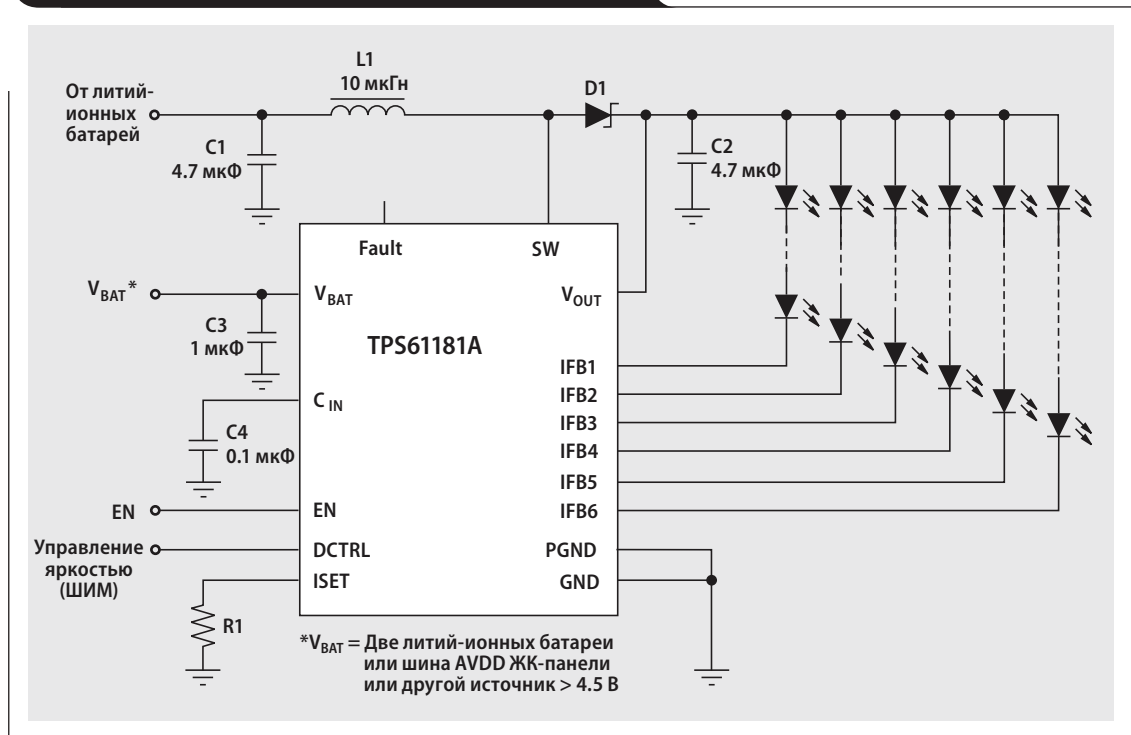 L1
10 мкГн
D1
От литий-
ионных
батарей
C1
4.7 мкФ
C2
4.7 мкФ
Fault
SW
VBAT*
VBAT
VOUT
C3
1 мкФ
TPS61181A
IFB1
IFB2
IFB3
IFB4
IFB5
IFB6
CIN
C4
0.1 мкФ
EN
EN
Управление
яркостью
(ШИМ)
DCTRL
PGND
ISET
GND
R1
*VBAT = Две литий-ионных батареи
или шина AVDD ЖК-панели
или другой источник > 4.5 В